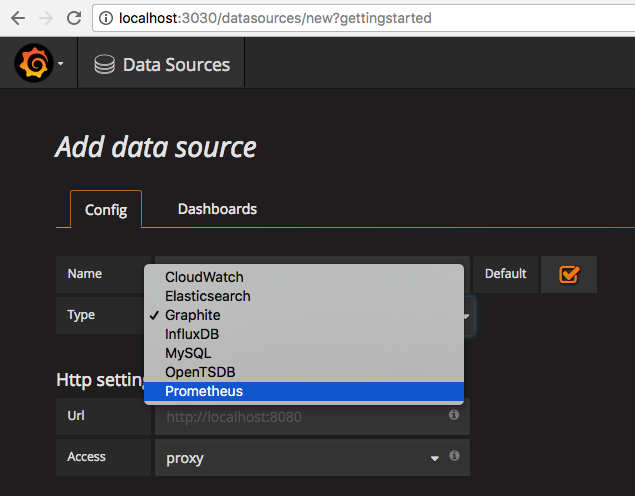 localhost:3030/datasources/new?gettingstarted
Data Sources
Add data source
Config
Dashboards
Name
Default
Type
CloudWatch
Elasticsearch
✓ Graphite
InfluxDB
MySQL
OpenTSDB
Prometheus
Http setting
Url
http://localhost:8080
Access
proxy